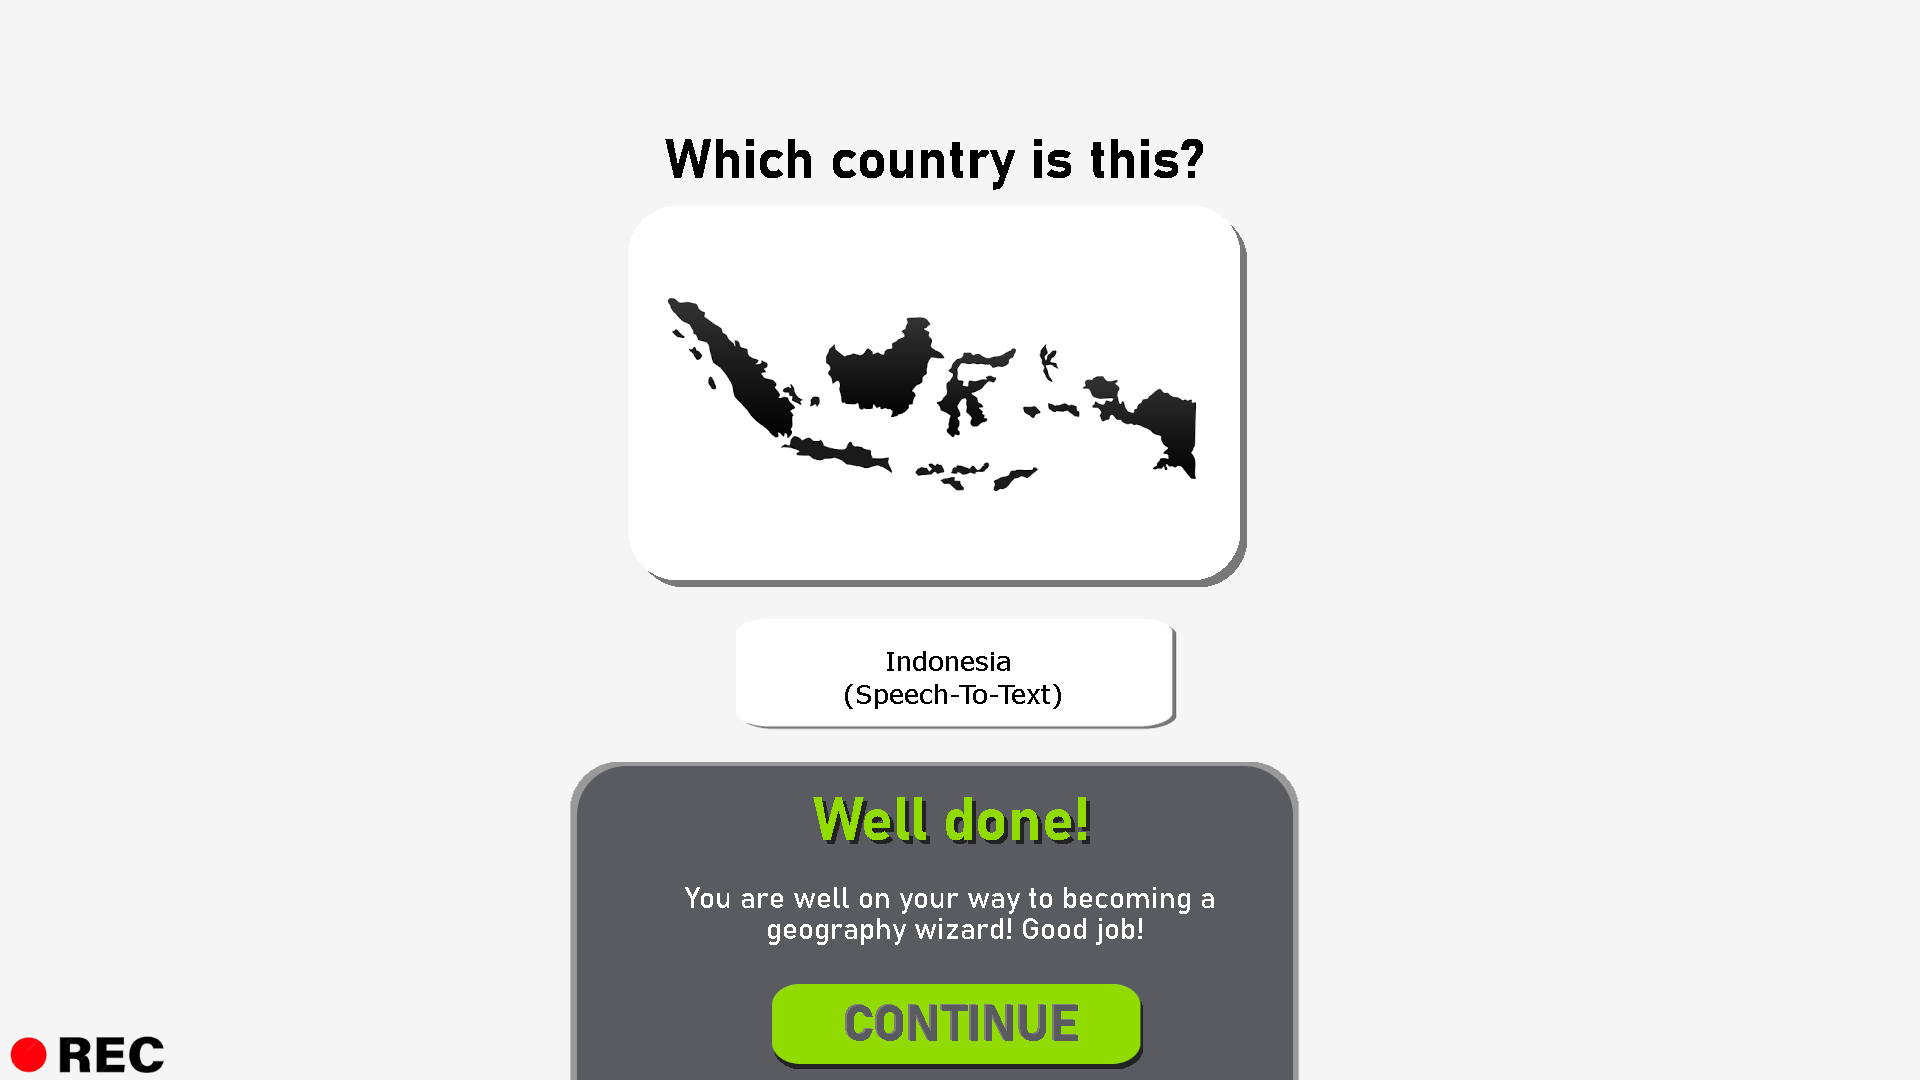 Which country is this?
Indonesia
(Speech-To-Text)
Well done!
You are well on your way to becoming a
geography wizard! Good job!
CONTINUE
REC